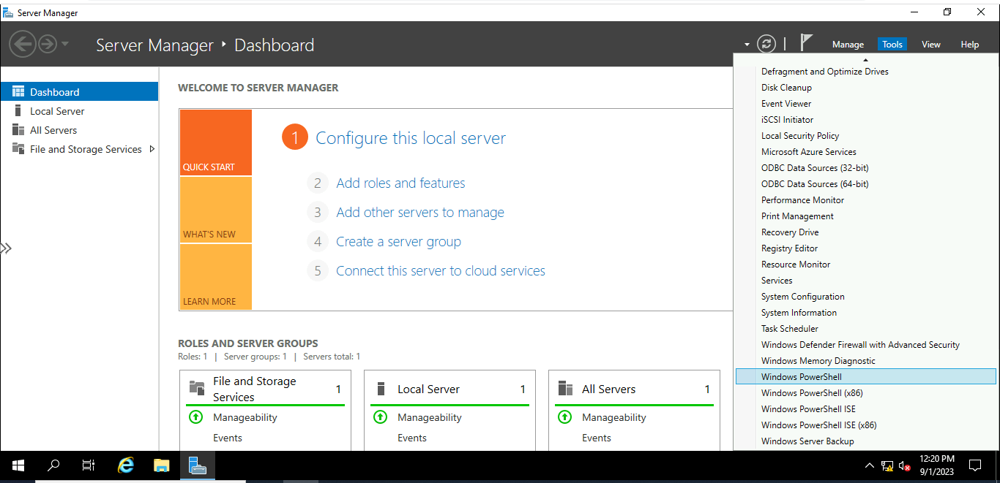 Server Manager
Server Manager
Dashboard
Manage
Tools
View
Help
Dashboard
Local Server
All Servers
File and Storage Services
WELCOME TO SERVER MANAGER
QUICK START
WHAT'S NEW
LEARN MORE
1 Configure this local server
2 Add roles and features
3 Add other servers to manage
4 Create a server group
5 Connect this server to cloud services
ROLES AND SERVER GROUPS
Roles: 1 | Server groups: 1 | Servers total: 1
File and Storage
Services
1
Manageability
Events
Local Server
1
Manageability
Events
All Servers
1
Manageability
Events
Defragment and Optimize Drives
Disk Cleanup
Event Viewer
iSCSI Initiator
Local Security Policy
Microsoft Azure Services
ODBC Data Sources (32-bit)
ODBC Data Sources (64-bit)
Performance Monitor
Print Management
Recovery Drive
Registry Editor
Resource Monitor
Services
System Configuration
System Information
Task Scheduler
Windows Defender Firewall with Advanced Security
Windows Memory Diagnostic
Windows PowerShell
Windows PowerShell (x86)
Windows PowerShell ISE
Windows PowerShell ISE (x86)
Windows Server Backup
12:20 PM
9/1/2023